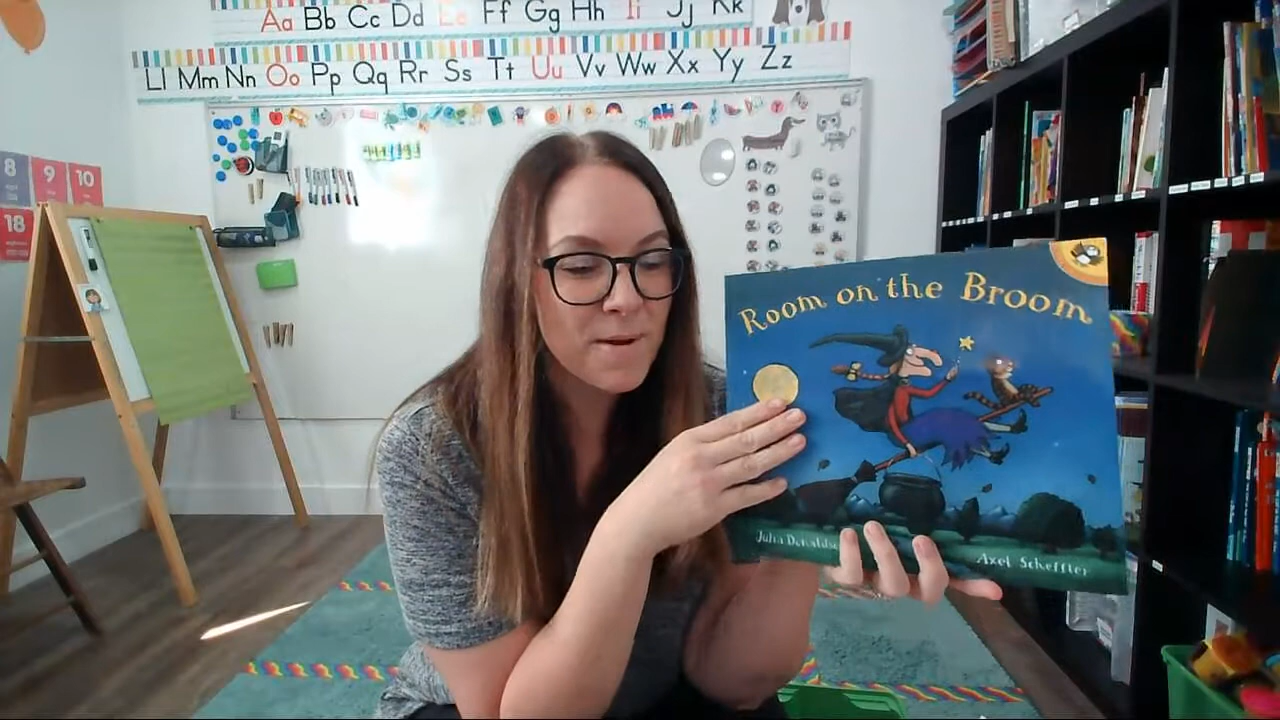 Aa Bb Cc Dd Ee Ff Gg Hh Ii Jj Kk
Ll Mm Nn Oo Pp Qq Rr Ss Tt Uu Vv Ww Xx Yy Zz
8 9 10
18
Room on the Broom
Julia Donaldso
Axel Scheffler